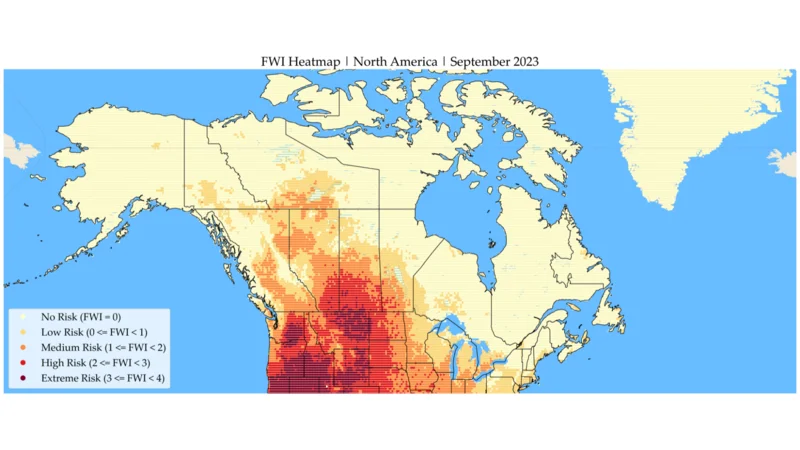 FWI Heatmap | North America | September 2023
No Risk (FWI = 0)
Low Risk (0 <= FWI < 1)
Medium Risk (1 <= FWI < 2)
High Risk (2 <= FWI < 3)
Extreme Risk (3 <= FWI < 4)